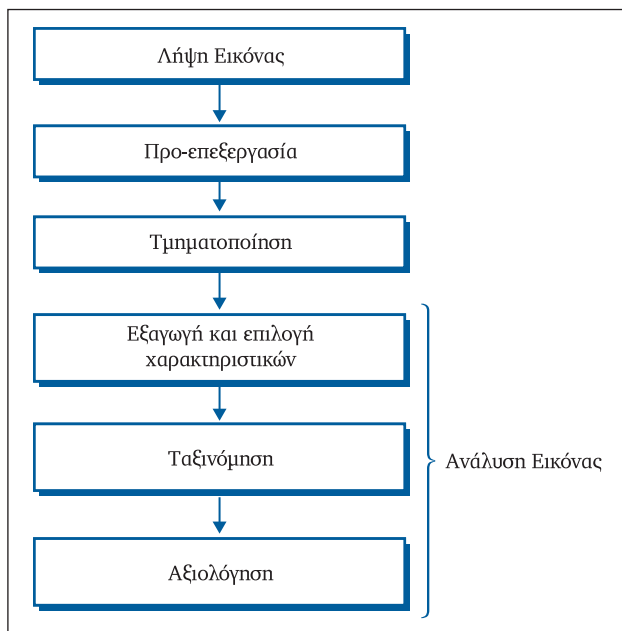 Λήψη Εικόνας
Προ-επεξεργασία
Τμηματοποίηση
Εξαγωγή και επιλογή
χαρακτηριστικών
Ταξινόμηση
Ανάλυση Εικόνας
Αξιολόγηση